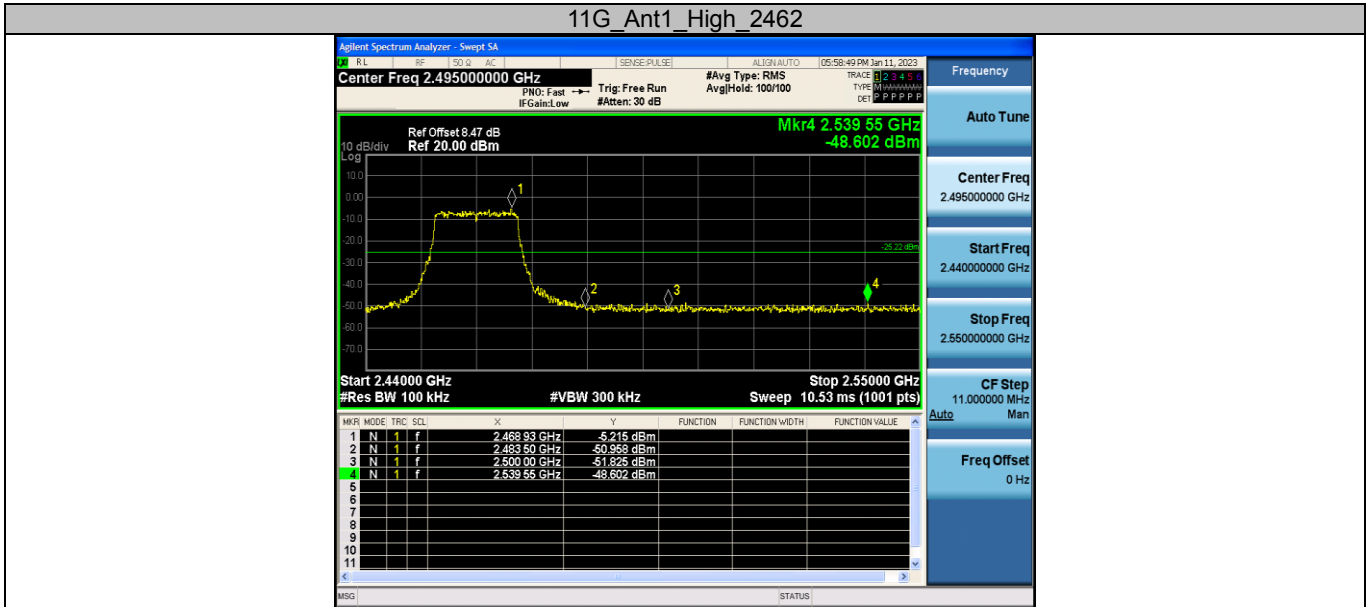 11G_Ant1_High_2462
Agilent Spectrum Analyzer - Swept SA
RL RF 50 Ω AC SENSE:PULSE ALIGNAUTO 05:58:49 PM Jan 11, 2023
Center Freq 2.495000000 GHz
PNO: Fast
IFGain:Low
Trig: Free Run
#Atten: 30 dB
#Avg Type: RMS
Avg|Hold: 100/100
TRACE 1 2 3 4 5 6
TYPE M
DET P P P P P P
Ref Offset 8.47 dB
10 dB/div Ref 20.00 dBm
Log
Mkr4 2.539 55 GHz
-48.602 dBm
10.0
0.00
-10.0
-20.0
-30.0
-40.0
-50.0
-60.0
-70.0
1
-25.22 dBm
2
3
4
Start 2.44000 GHz Stop 2.55000 GHz
#Res BW 100 kHz #VBW 300 kHz Sweep 10.53 ms (1001 pts)
MKR MODE TRC SCL X Y FUNCTION FUNCTION WIDTH FUNCTION VALUE
1 N 1 f 2.468 93 GHz -5.215 dBm
2 N 1 f 2.483 50 GHz -50.958 dBm
3 N 1 f 2.500 00 GHz -51.825 dBm
4 N 1 f 2.539 55 GHz -48.602 dBm
5
6
7
8
9
10
11
MSG STATUS
Frequency
Auto Tune
Center Freq
2.495000000 GHz
Start Freq
2.440000000 GHz
Stop Freq
2.550000000 GHz
CF Step
11.000000 MHz
Auto Man
Freq Offset
0 Hz